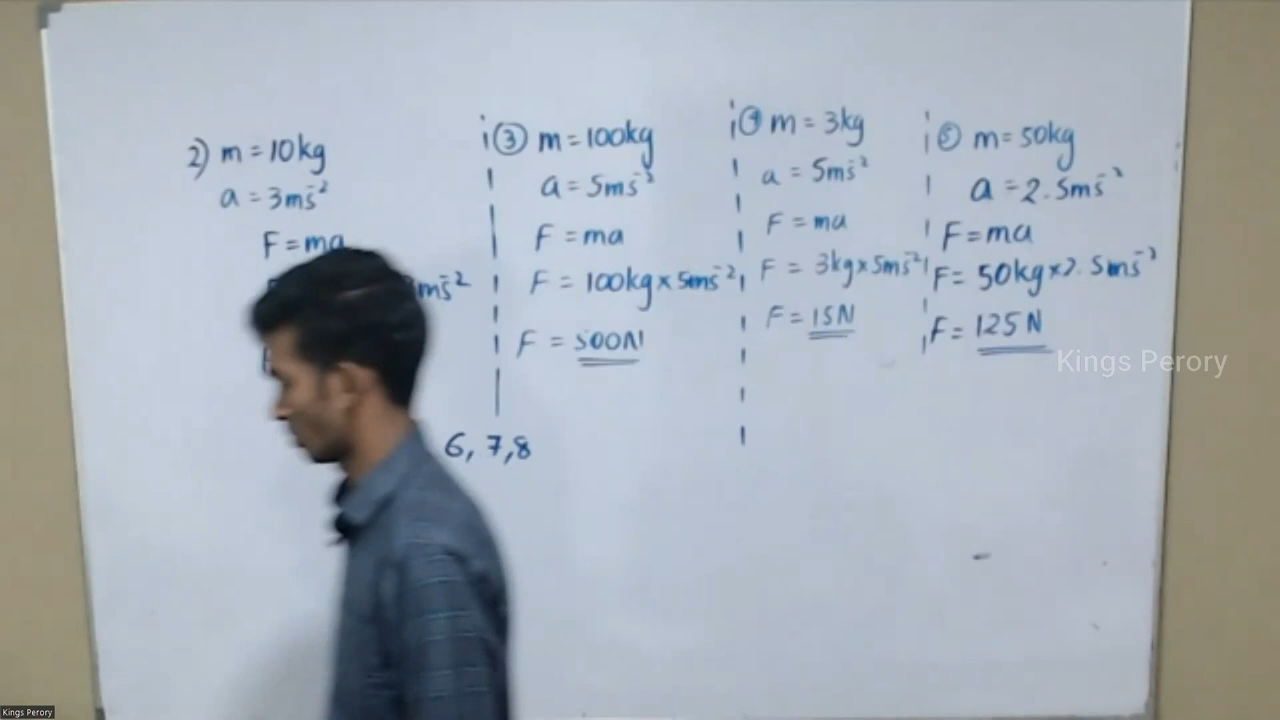 2) m = 10kg
a = 3ms⁻²
F = ma
3ms⁻²
③ m = 100kg
a = 5ms⁻²
F = ma
F = 100kg × 5ms⁻²
F = 500N
④ m = 3kg
a = 5ms⁻²
F = ma
F = 3kg × 5ms⁻²
F = 15N
⑤ m = 50kg
a = 2.5ms⁻²
F = ma
F = 50kg × 2.5ms⁻²
F = 125N
6, 7, 8
Kings Perory
Kings Perory